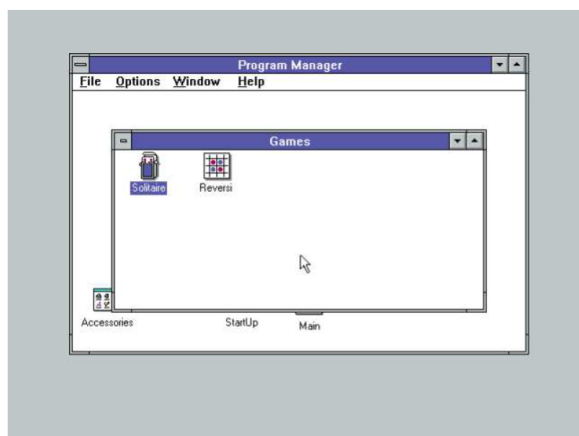 Program Manager
File Options Window Help
Games
Solitaire Reversi
Accessories StartUp Main